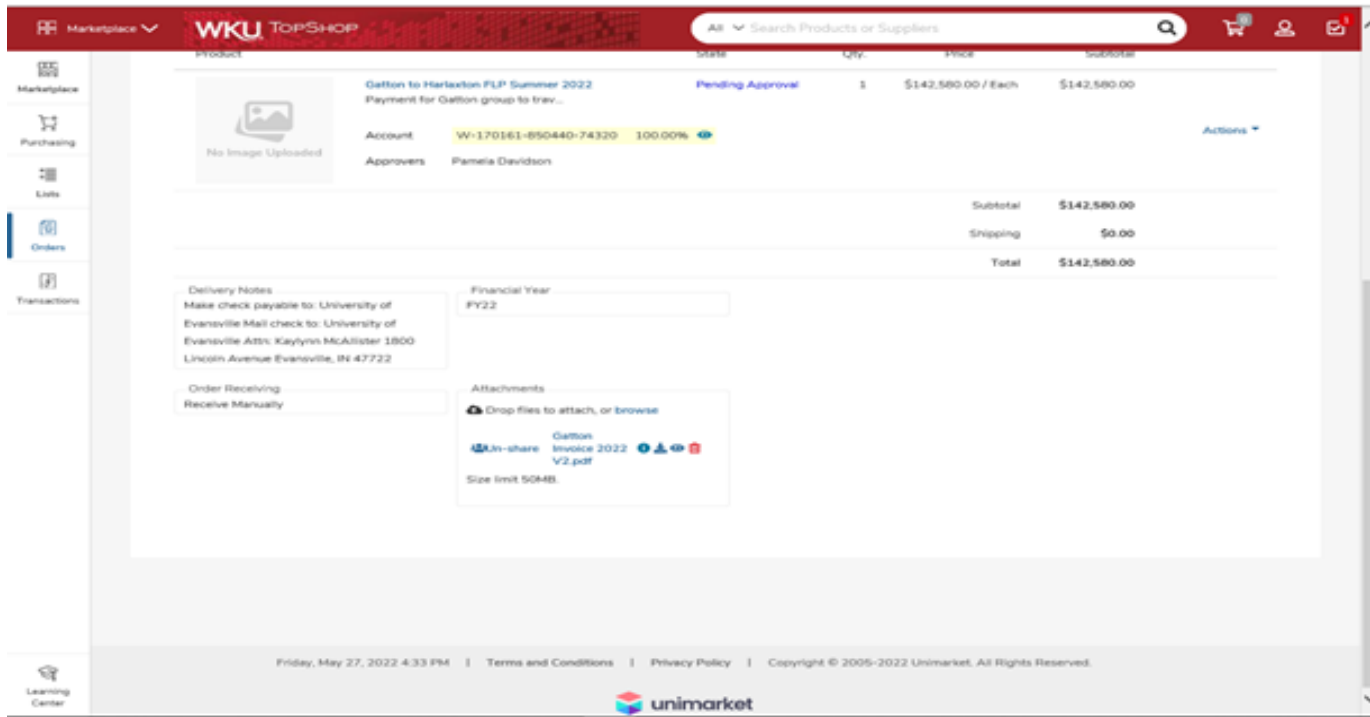 Marketplace
WKU TOPSHOP
All Search Products or Suppliers
0
1
Marketplace
Purchasing
Lists
Orders
Transactions
Learning
Center
Product State Qty. Price Subtotal
No Image Uploaded
Gatton to Harlaxton FLP Summer 2022 Pending Approval 1 $142,580.00 / Each $142,580.00
Payment for Gatton group to trav...
Account W-170161-850440-74320 100.00%
Actions
Approvers Pamela Davidson
Subtotal $142,580.00
Shipping $0.00
Total $142,580.00
Delivery Notes
Make check payable to: University of
Evansville Mail check to: University of
Evansville Attn: Kaylynn McAllister 1800
Lincoln Avenue Evansville, IN 47722
Financial Year
FY22
Order Receiving
Receive Manually
Attachments
Drop files to attach, or browse
Un-share
Gatton
Invoice 2022
V2.pdf
Size limit 50MB.
Friday, May 27, 2022 4:33 PM | Terms and Conditions | Privacy Policy | Copyright © 2005-2022 Unimarket. All Rights Reserved.
unimarket